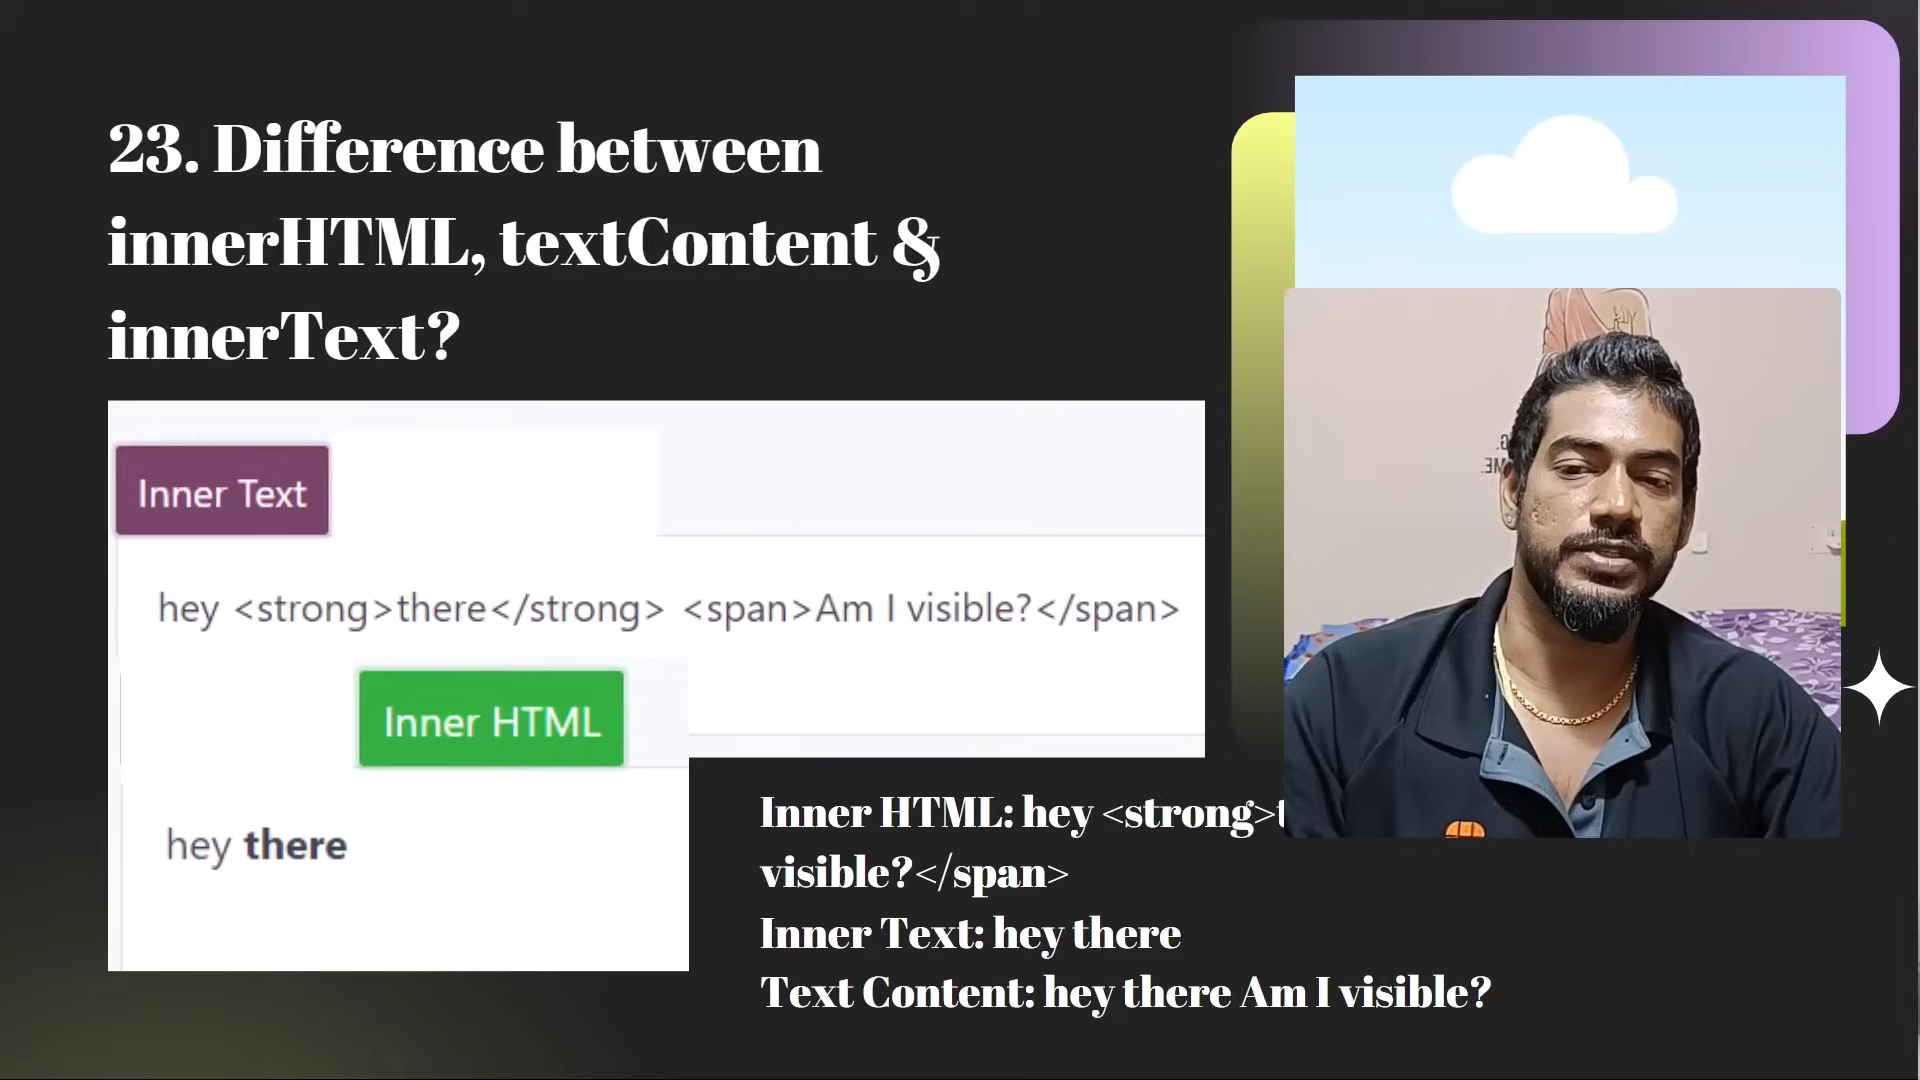 23. Difference between
innerHTML, textContent &
innerText?
Inner Text
hey <strong>there</strong> <span>Am I visible?</span>
Inner HTML
hey there
Inner HTML: hey <strong>t
visible?</span>
Inner Text: hey there
Text Content: hey there Am I visible?